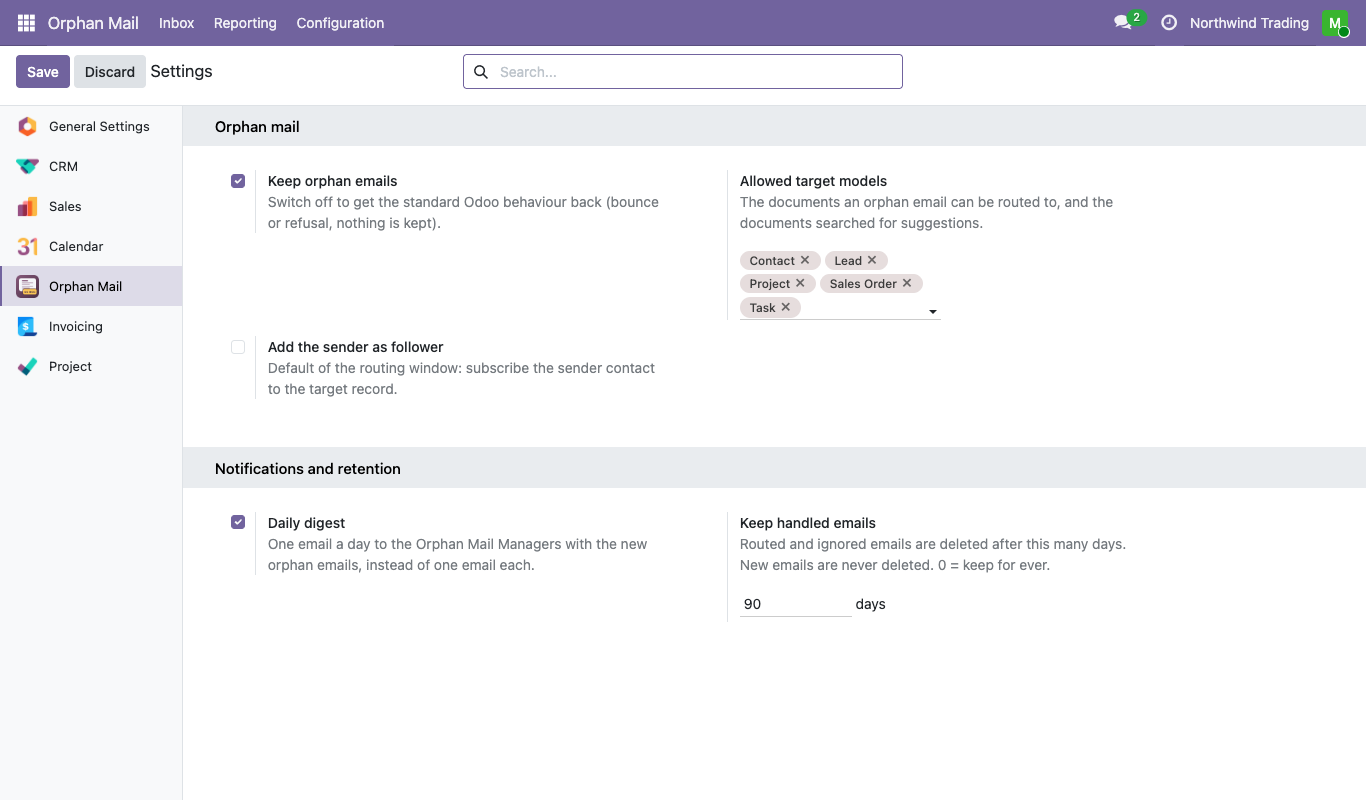 Orphan Mail Inbox Reporting Configuration 2 Northwind Trading M
Save Discard Settings Search...
General Settings
CRM
Sales
31 Calendar
Orphan Mail
$ Invoicing
Project
Orphan mail
Keep orphan emails
Switch off to get the standard Odoo behaviour back (bounce
or refusal, nothing is kept).
Allowed target models
The documents an orphan email can be routed to, and the
documents searched for suggestions.
Contact ✕ Lead ✕
Project ✕ Sales Order ✕
Task ✕
Add the sender as follower
Default of the routing window: subscribe the sender contact
to the target record.
Notifications and retention
Daily digest
One email a day to the Orphan Mail Managers with the new
orphan emails, instead of one email each.
Keep handled emails
Routed and ignored emails are deleted after this many days.
New emails are never deleted. 0 = keep for ever.
90 days